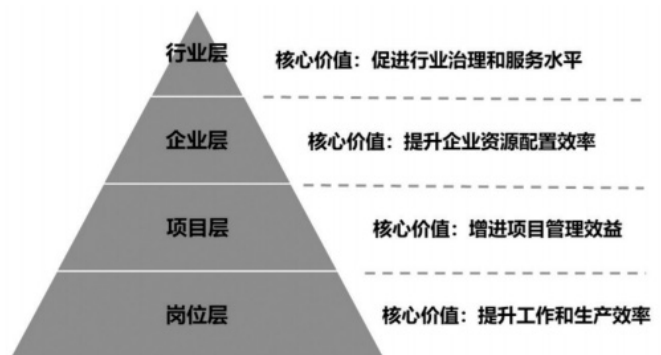 行业层
核心价值：促进行业治理和服务水平
企业层
核心价值：提升企业资源配置效率
项目层
核心价值：增进项目管理效益
岗位层
核心价值：提升工作和生产效率